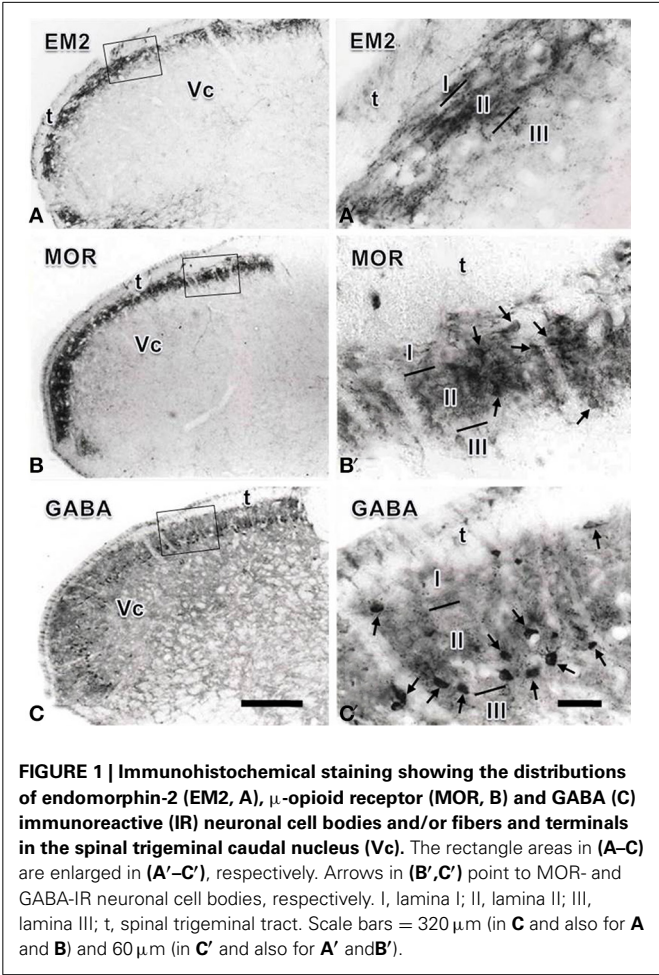 EM2
Vc
t
A
EM2
I
t
II
III
A′
MOR
t
Vc
B
MOR
t
I
II
III
B′
GABA
t
Vc
C
GABA
t
I
II
III
C′
FIGURE 1 | Immunohistochemical staining showing the distributions
of endomorphin-2 (EM2, A), μ-opioid receptor (MOR, B) and GABA (C)
immunoreactive (IR) neuronal cell bodies and/or fibers and terminals
in the spinal trigeminal caudal nucleus (Vc). The rectangle areas in (A–C)
are enlarged in (A′–C′), respectively. Arrows in (B′,C′) point to MOR- and
GABA-IR neuronal cell bodies, respectively. I, lamina I; II, lamina II; III,
lamina III; t, spinal trigeminal tract. Scale bars = 320 μm (in C and also for A
and B) and 60 μm (in C′ and also for A′ andB′).